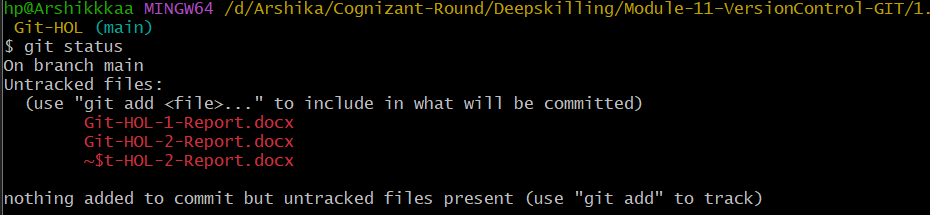 hp@Arshikkkaa MINGW64 /d/Arshika/Cognizant-Round/Deepskilling/Module-11-VersionControl-GIT/1.
 Git-HOL (main)
$ git status
On branch main
Untracked files:
  (use "git add <file>..." to include in what will be committed)
        Git-HOL-1-Report.docx
        Git-HOL-2-Report.docx
        ~$t-HOL-2-Report.docx

nothing added to commit but untracked files present (use "git add" to track)